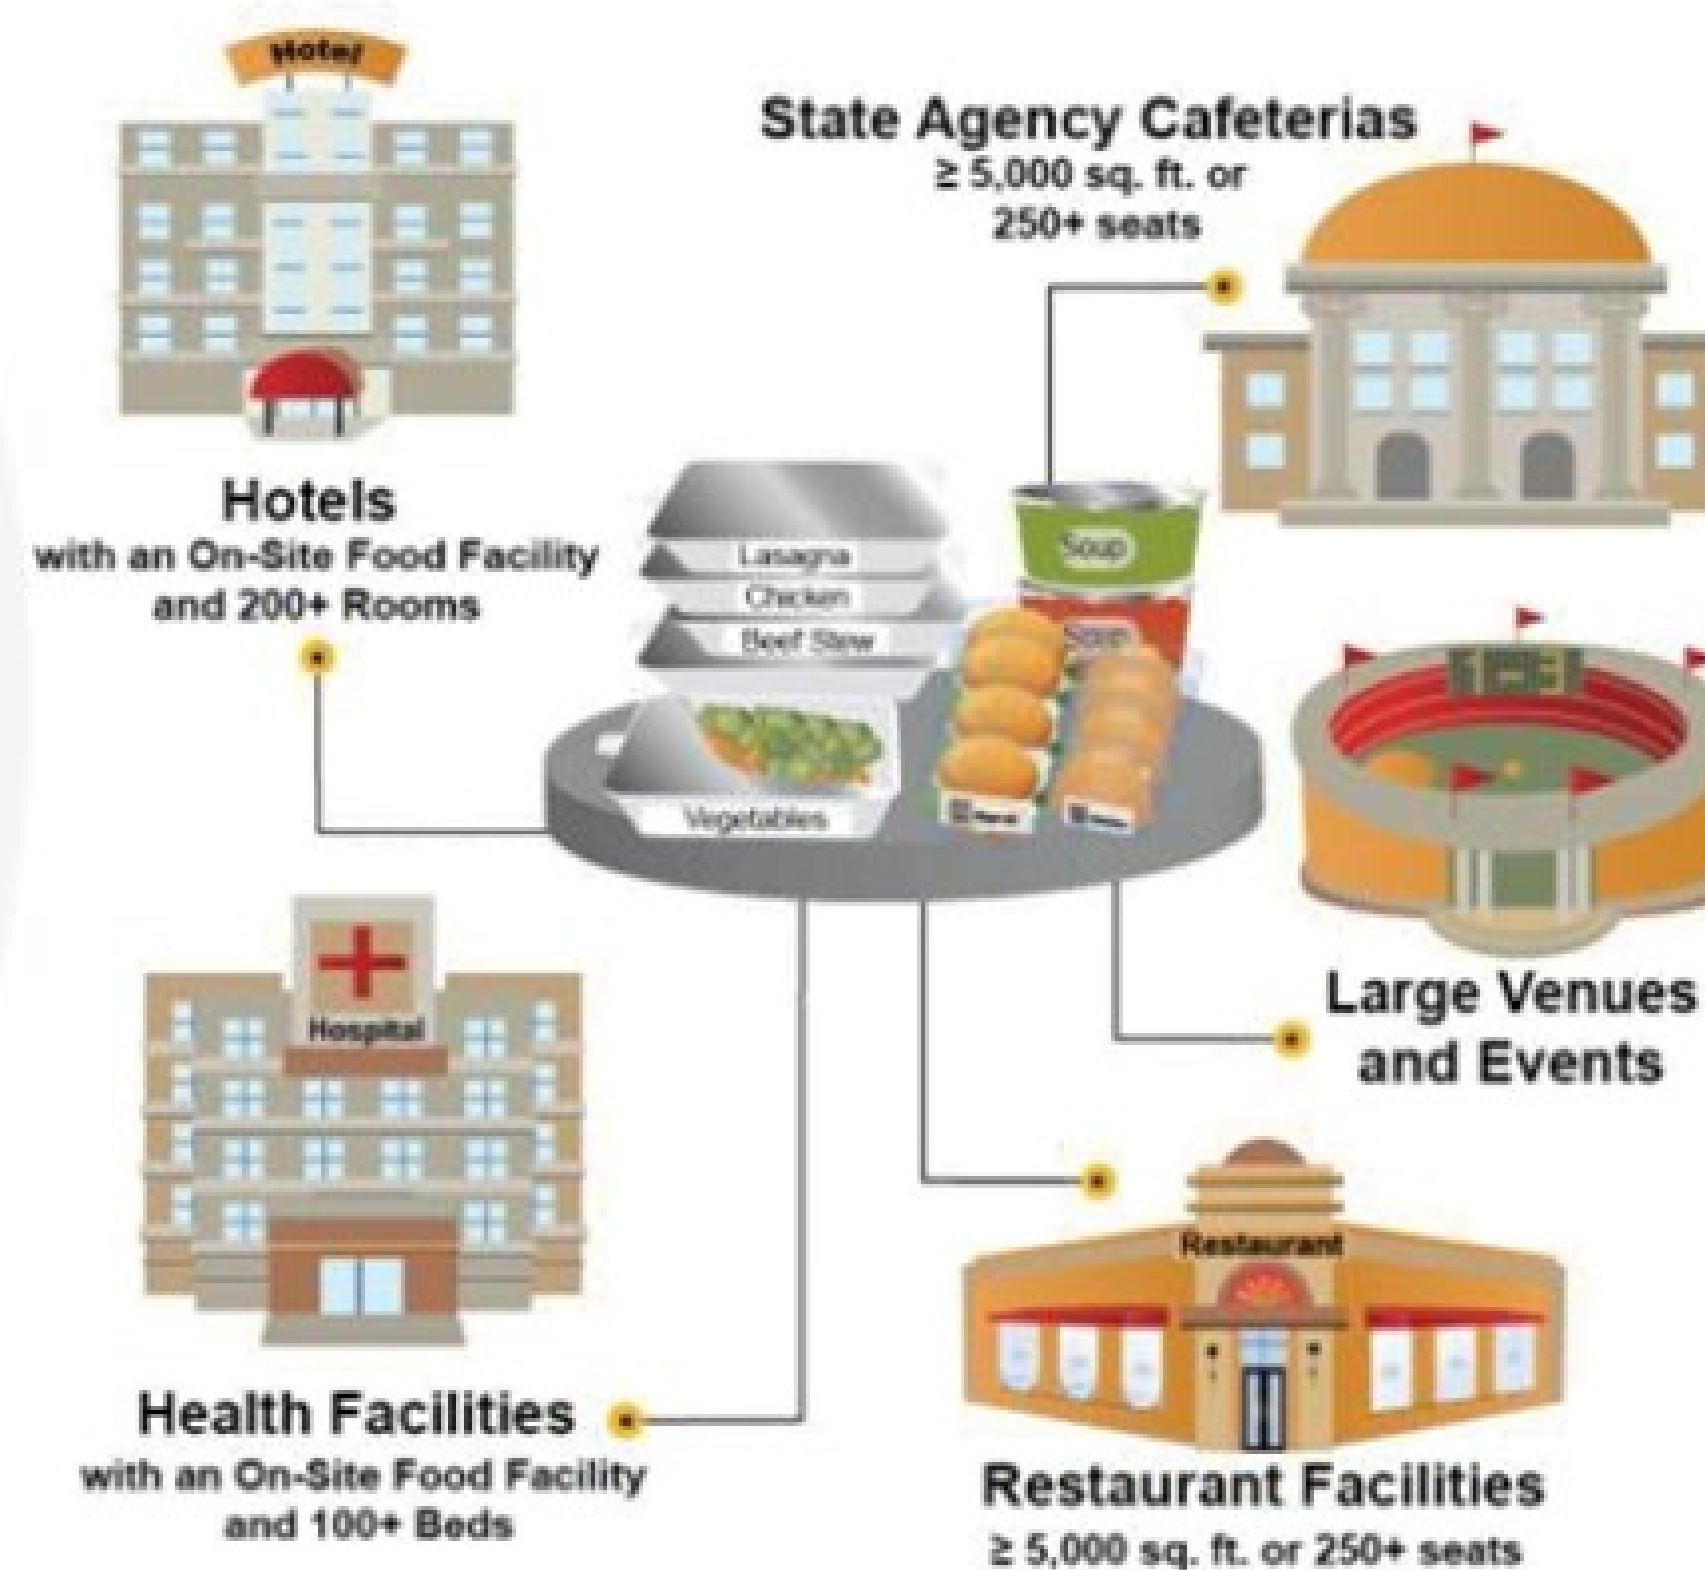 Hotel
Hotels
with an On-Site Food Facility
and 200+ Rooms
State Agency Cafeterias
≥ 5,000 sq. ft. or
250+ seats
Lasagna
Chicken
Beef Stew
Vegetables
Soup
Soup
Large Venues
and Events
Hospital
Health Facilities
with an On-Site Food Facility
and 100+ Beds
Restaurant
Restaurant Facilities
≥ 5,000 sq. ft. or 250+ seats